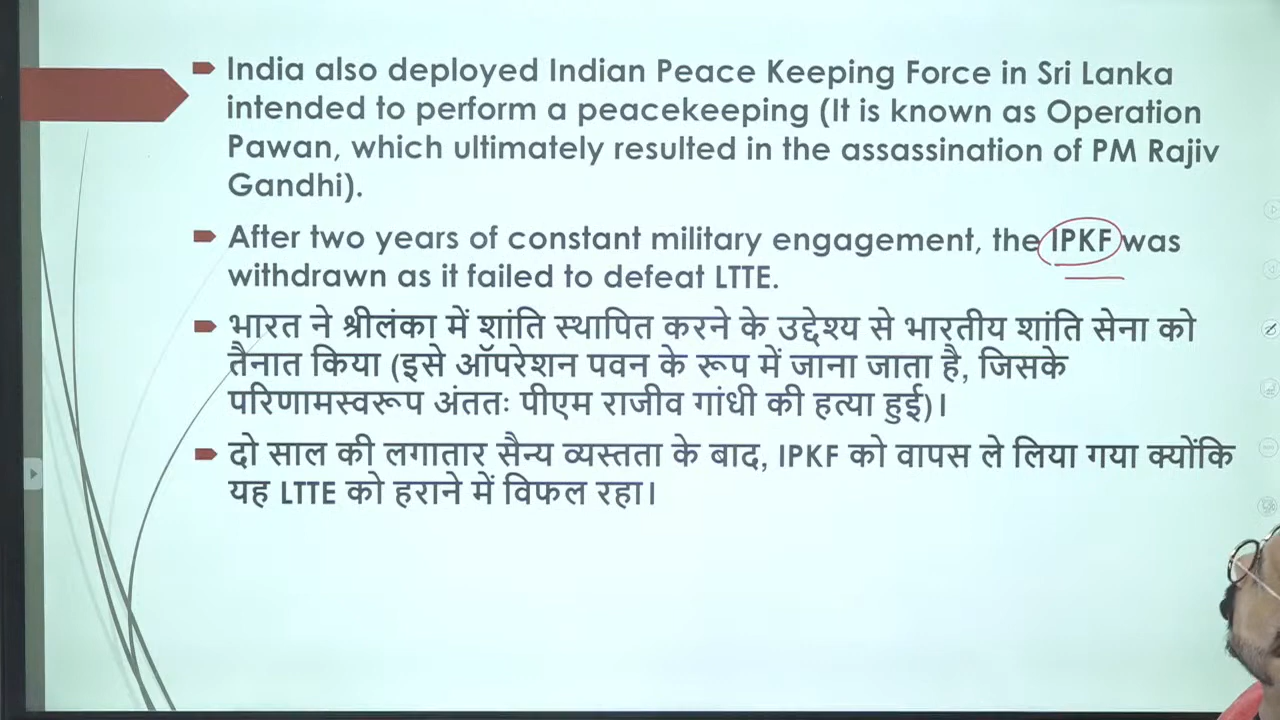 India also deployed Indian Peace Keeping Force in Sri Lanka
intended to perform a peacekeeping (It is known as Operation
Pawan, which ultimately resulted in the assassination of PM Rajiv
Gandhi).
After two years of constant military engagement, the IPKF was
withdrawn as it failed to defeat LTTE.
भारत ने श्रीलंका में शांति स्थापित करने के उद्देश्य से भारतीय शांति सेना को
तैनात किया (इसे ऑपरेशन पवन के रूप में जाना जाता है, जिसके
परिणामस्वरूप अंततः पीएम राजीव गांधी की हत्या हुई)।
दो साल की लगातार सैन्य व्यस्तता के बाद, IPKF को वापस ले लिया गया क्योंकि
यह LTTE को हराने में विफल रहा।